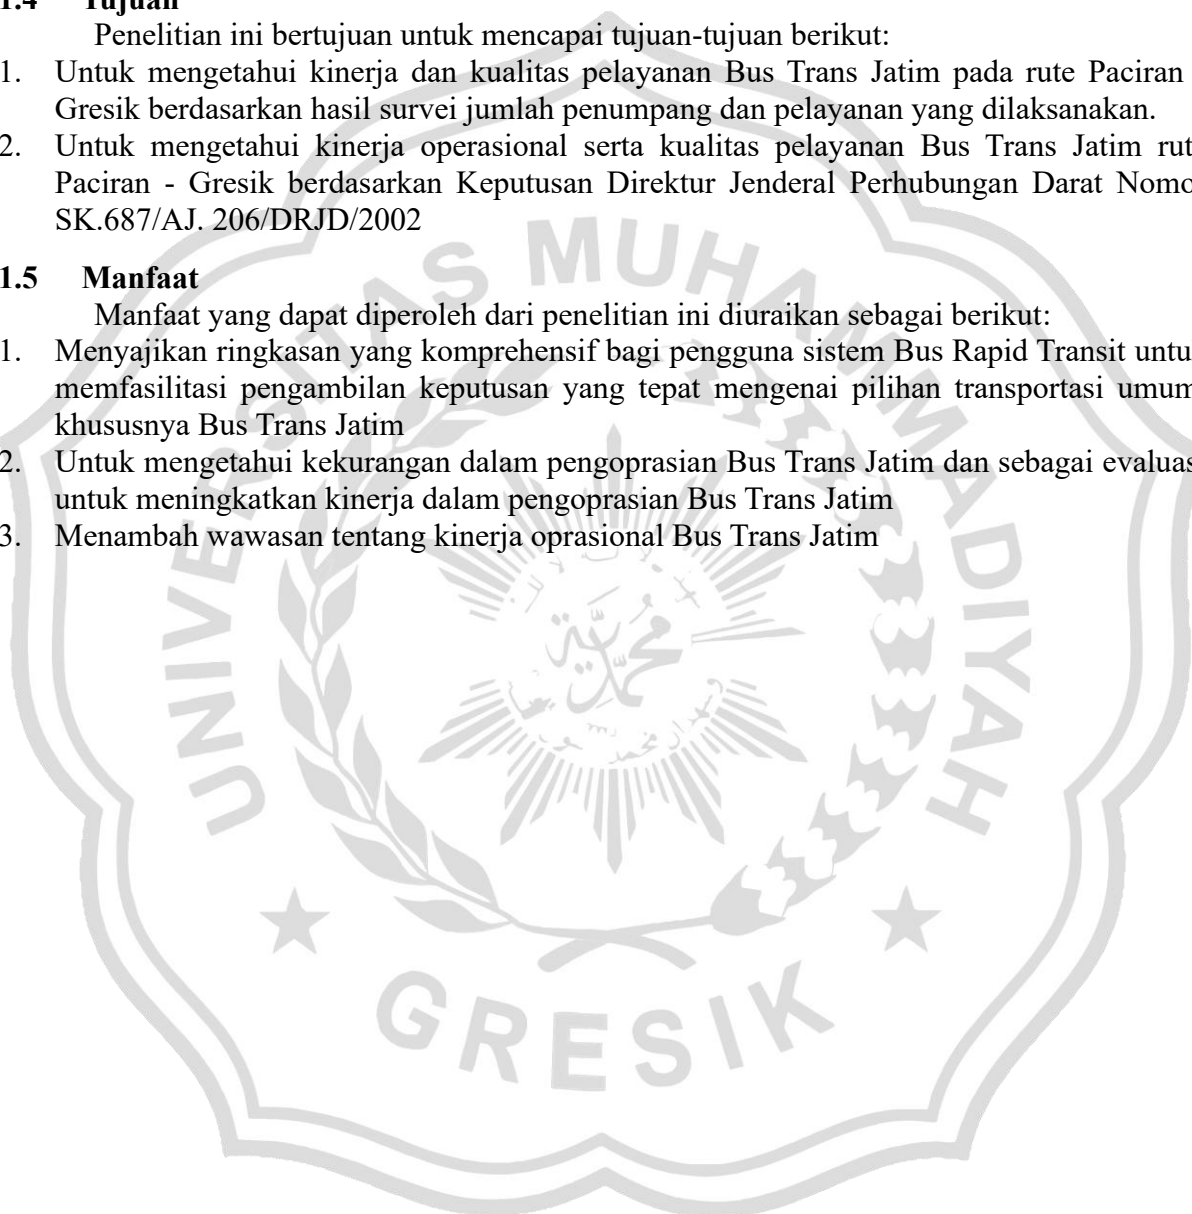 1.4 Tujuan
Penelitian ini bertujuan untuk mencapai tujuan-tujuan berikut:
1. Untuk mengetahui kinerja dan kualitas pelayanan Bus Trans Jatim pada rute Paciran
Gresik berdasarkan hasil survei jumlah penumpang dan pelayanan yang dilaksanakan.
2. Untuk mengetahui kinerja operasional serta kualitas pelayanan Bus Trans Jatim rut
Paciran - Gresik berdasarkan Keputusan Direktur Jenderal Perhubungan Darat Nomo
SK.687/AJ. 206/DRJD/2002
1.5 Manfaat
Manfaat yang dapat diperoleh dari penelitian ini diuraikan sebagai berikut:
1. Menyajikan ringkasan yang komprehensif bagi pengguna sistem Bus Rapid Transit untu
memfasilitasi pengambilan keputusan yang tepat mengenai pilihan transportasi umum
khususnya Bus Trans Jatim
2. Untuk mengetahui kekurangan dalam pengoprasian Bus Trans Jatim dan sebagai evaluas
untuk meningkatkan kinerja dalam pengoprasian Bus Trans Jatim
3. Menambah wawasan tentang kinerja oprasional Bus Trans Jatim
UNIVERSITAS MUHAMMADIYAH
GRESIK